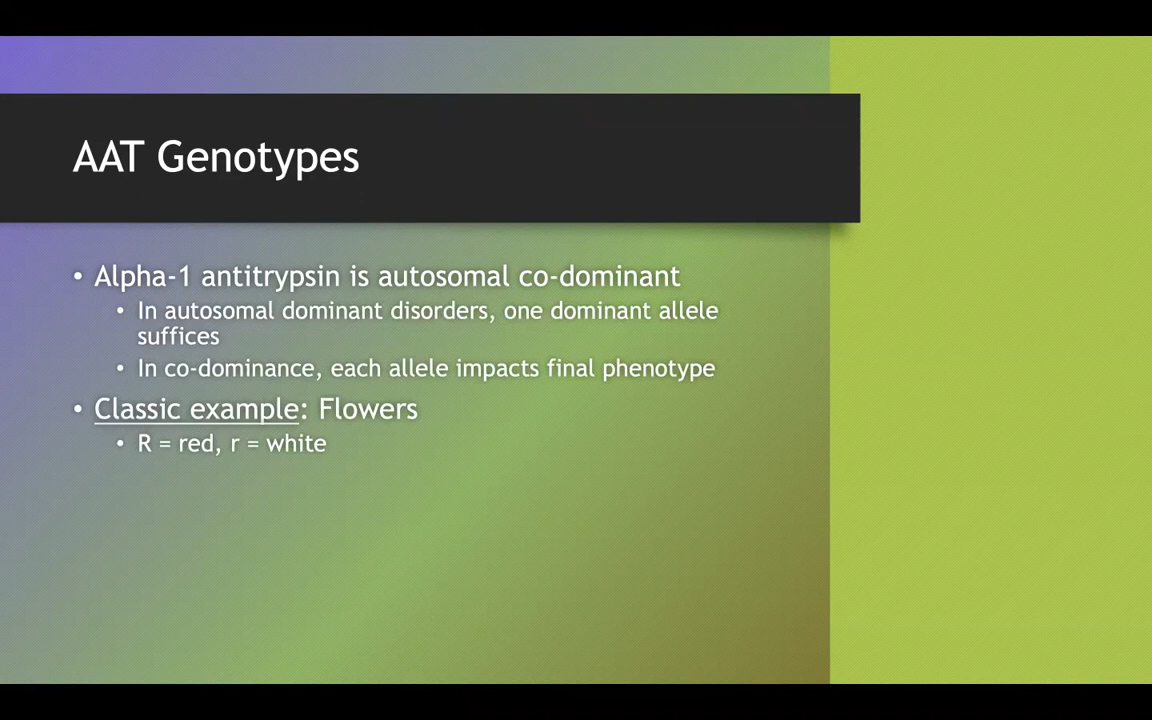 AAT Genotypes
• Alpha-1 antitrypsin is autosomal co-dominant
• In autosomal dominant disorders, one dominant allele
suffices
• In co-dominance, each allele impacts final phenotype
• Classic example: Flowers
• R = red, r = white